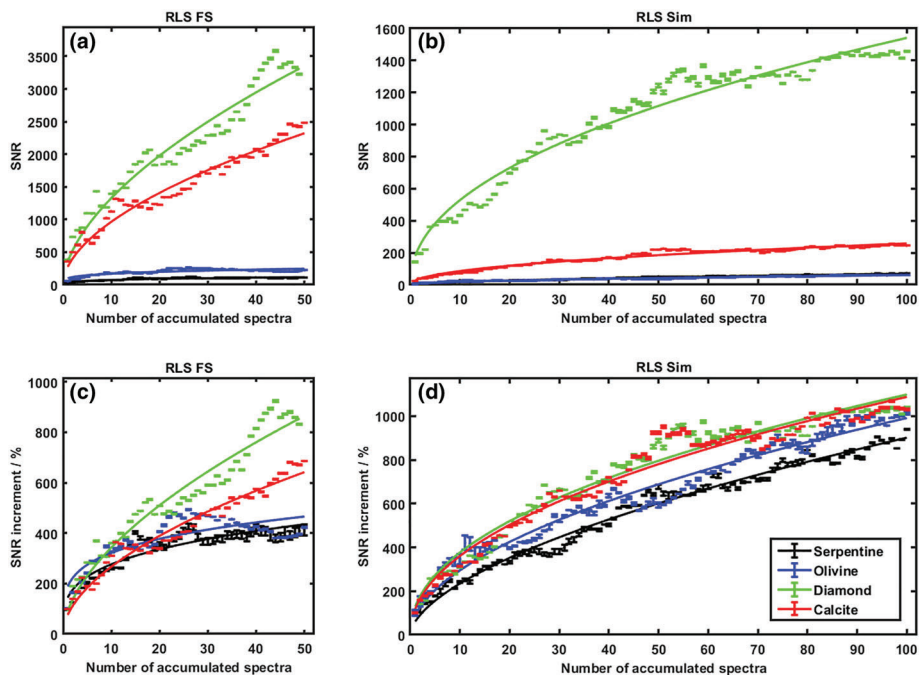 RLS FS
(a)
SNR
3500
3000
2500
2000
1500
1000
500
0
0 10 20 30 40 50
Number of accumulated spectra
RLS Sim
(b)
SNR
1600
1400
1200
1000
800
600
400
200
0
0 10 20 30 40 50 60 70 80 90 100
Number of accumulated spectra
RLS FS
(c)
SNR increment / %
1000
800
600
400
200
0
0 10 20 30 40 50
Number of accumulated spectra
RLS Sim
(d)
SNR increment / %
1000
800
600
400
200
0
0 10 20 30 40 50 60 70 80 90 100
Number of accumulated spectra
Serpentine
Olivine
Diamond
Calcite